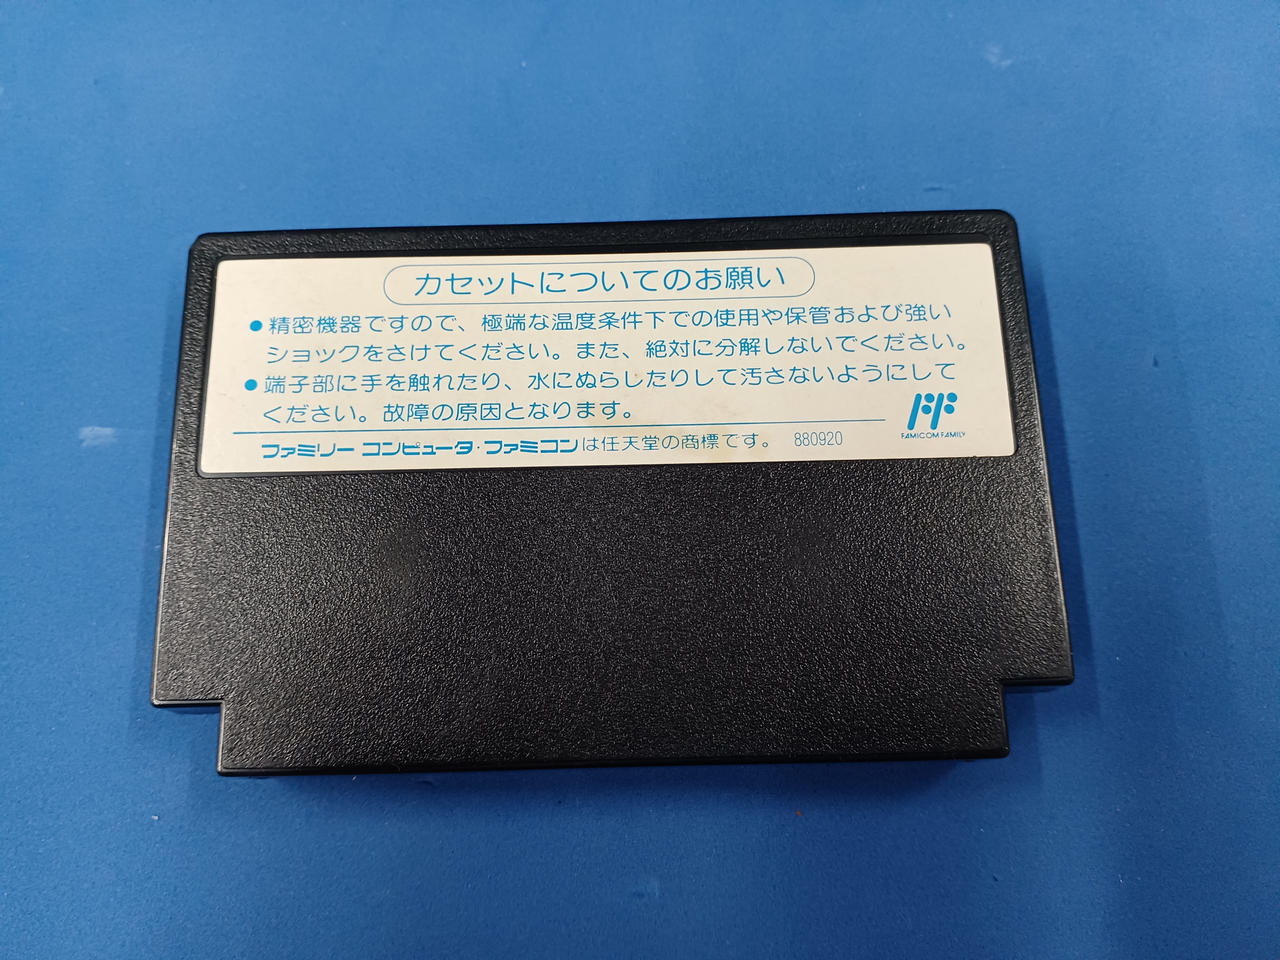 カセットについてのお願い
●精密機器ですので、極端な温度条件下での使用や保管および強い
ショックをさけてください。また、絶対に分解しないでください。
●端子部に手を触れたり、水にぬらしたりして汚さないようにして
ください。故障の原因となります。
ファミリー コンピュータ・ファミコンは任天堂の商標です。 880920
FAMICOM FAMILY